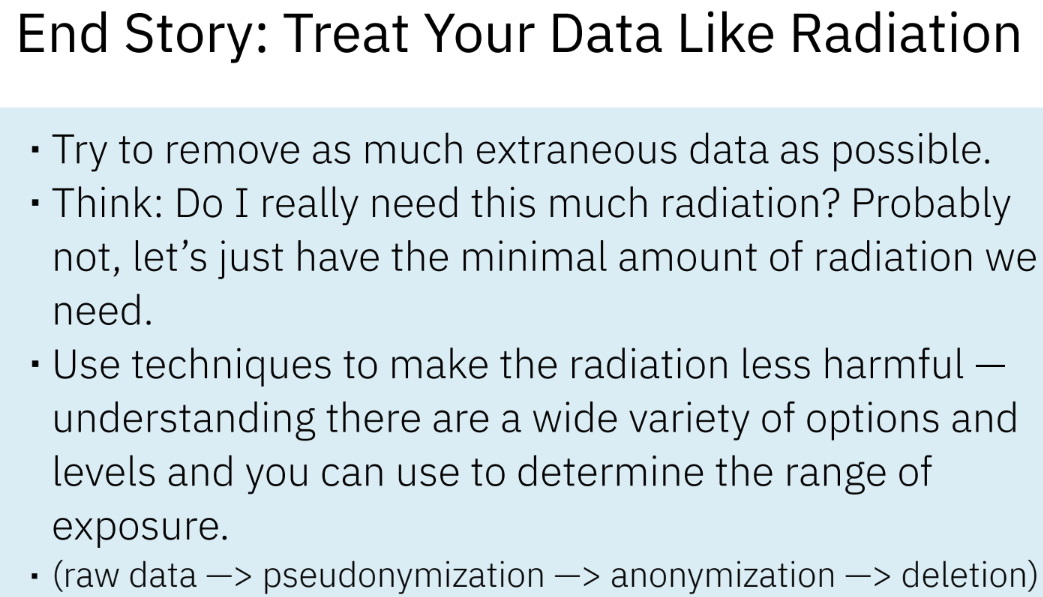 End Story: Treat Your Data Like Radiation
▪ Try to remove as much extraneous data as possible.
▪ Think: Do I really need this much radiation? Probably
not, let’s just have the minimal amount of radiation we
need.
▪ Use techniques to make the radiation less harmful —
understanding there are a wide variety of options and
levels and you can use to determine the range of
exposure.
▪ (raw data —> pseudonymization —> anonymization —> deletion)